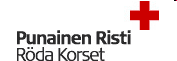 Punainen Risti
Röda Korset